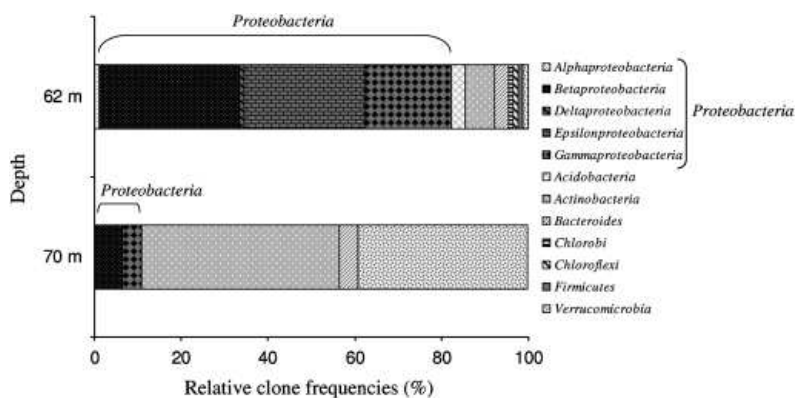 Proteobacteria
62 m
Proteobacteria
70 m
Depth
0 20 40 60 80 100
Relative clone frequencies (%)
Alphaproteobacteria
Betaproteobacteria
Deltaproteobacteria
Epsilonproteobacteria
Gammaproteobacteria
Proteobacteria
Acidobacteria
Actinobacteria
Bacteroides
Chlorobi
Chloroflexi
Firmicutes
Verrucomicrobia